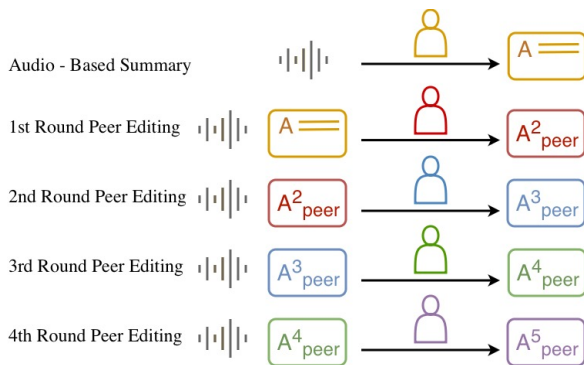 Audio - Based Summary A
1st Round Peer Editing A A²peer
2nd Round Peer Editing A²peer A³peer
3rd Round Peer Editing A³peer A⁴peer
4th Round Peer Editing A⁴peer A⁵peer